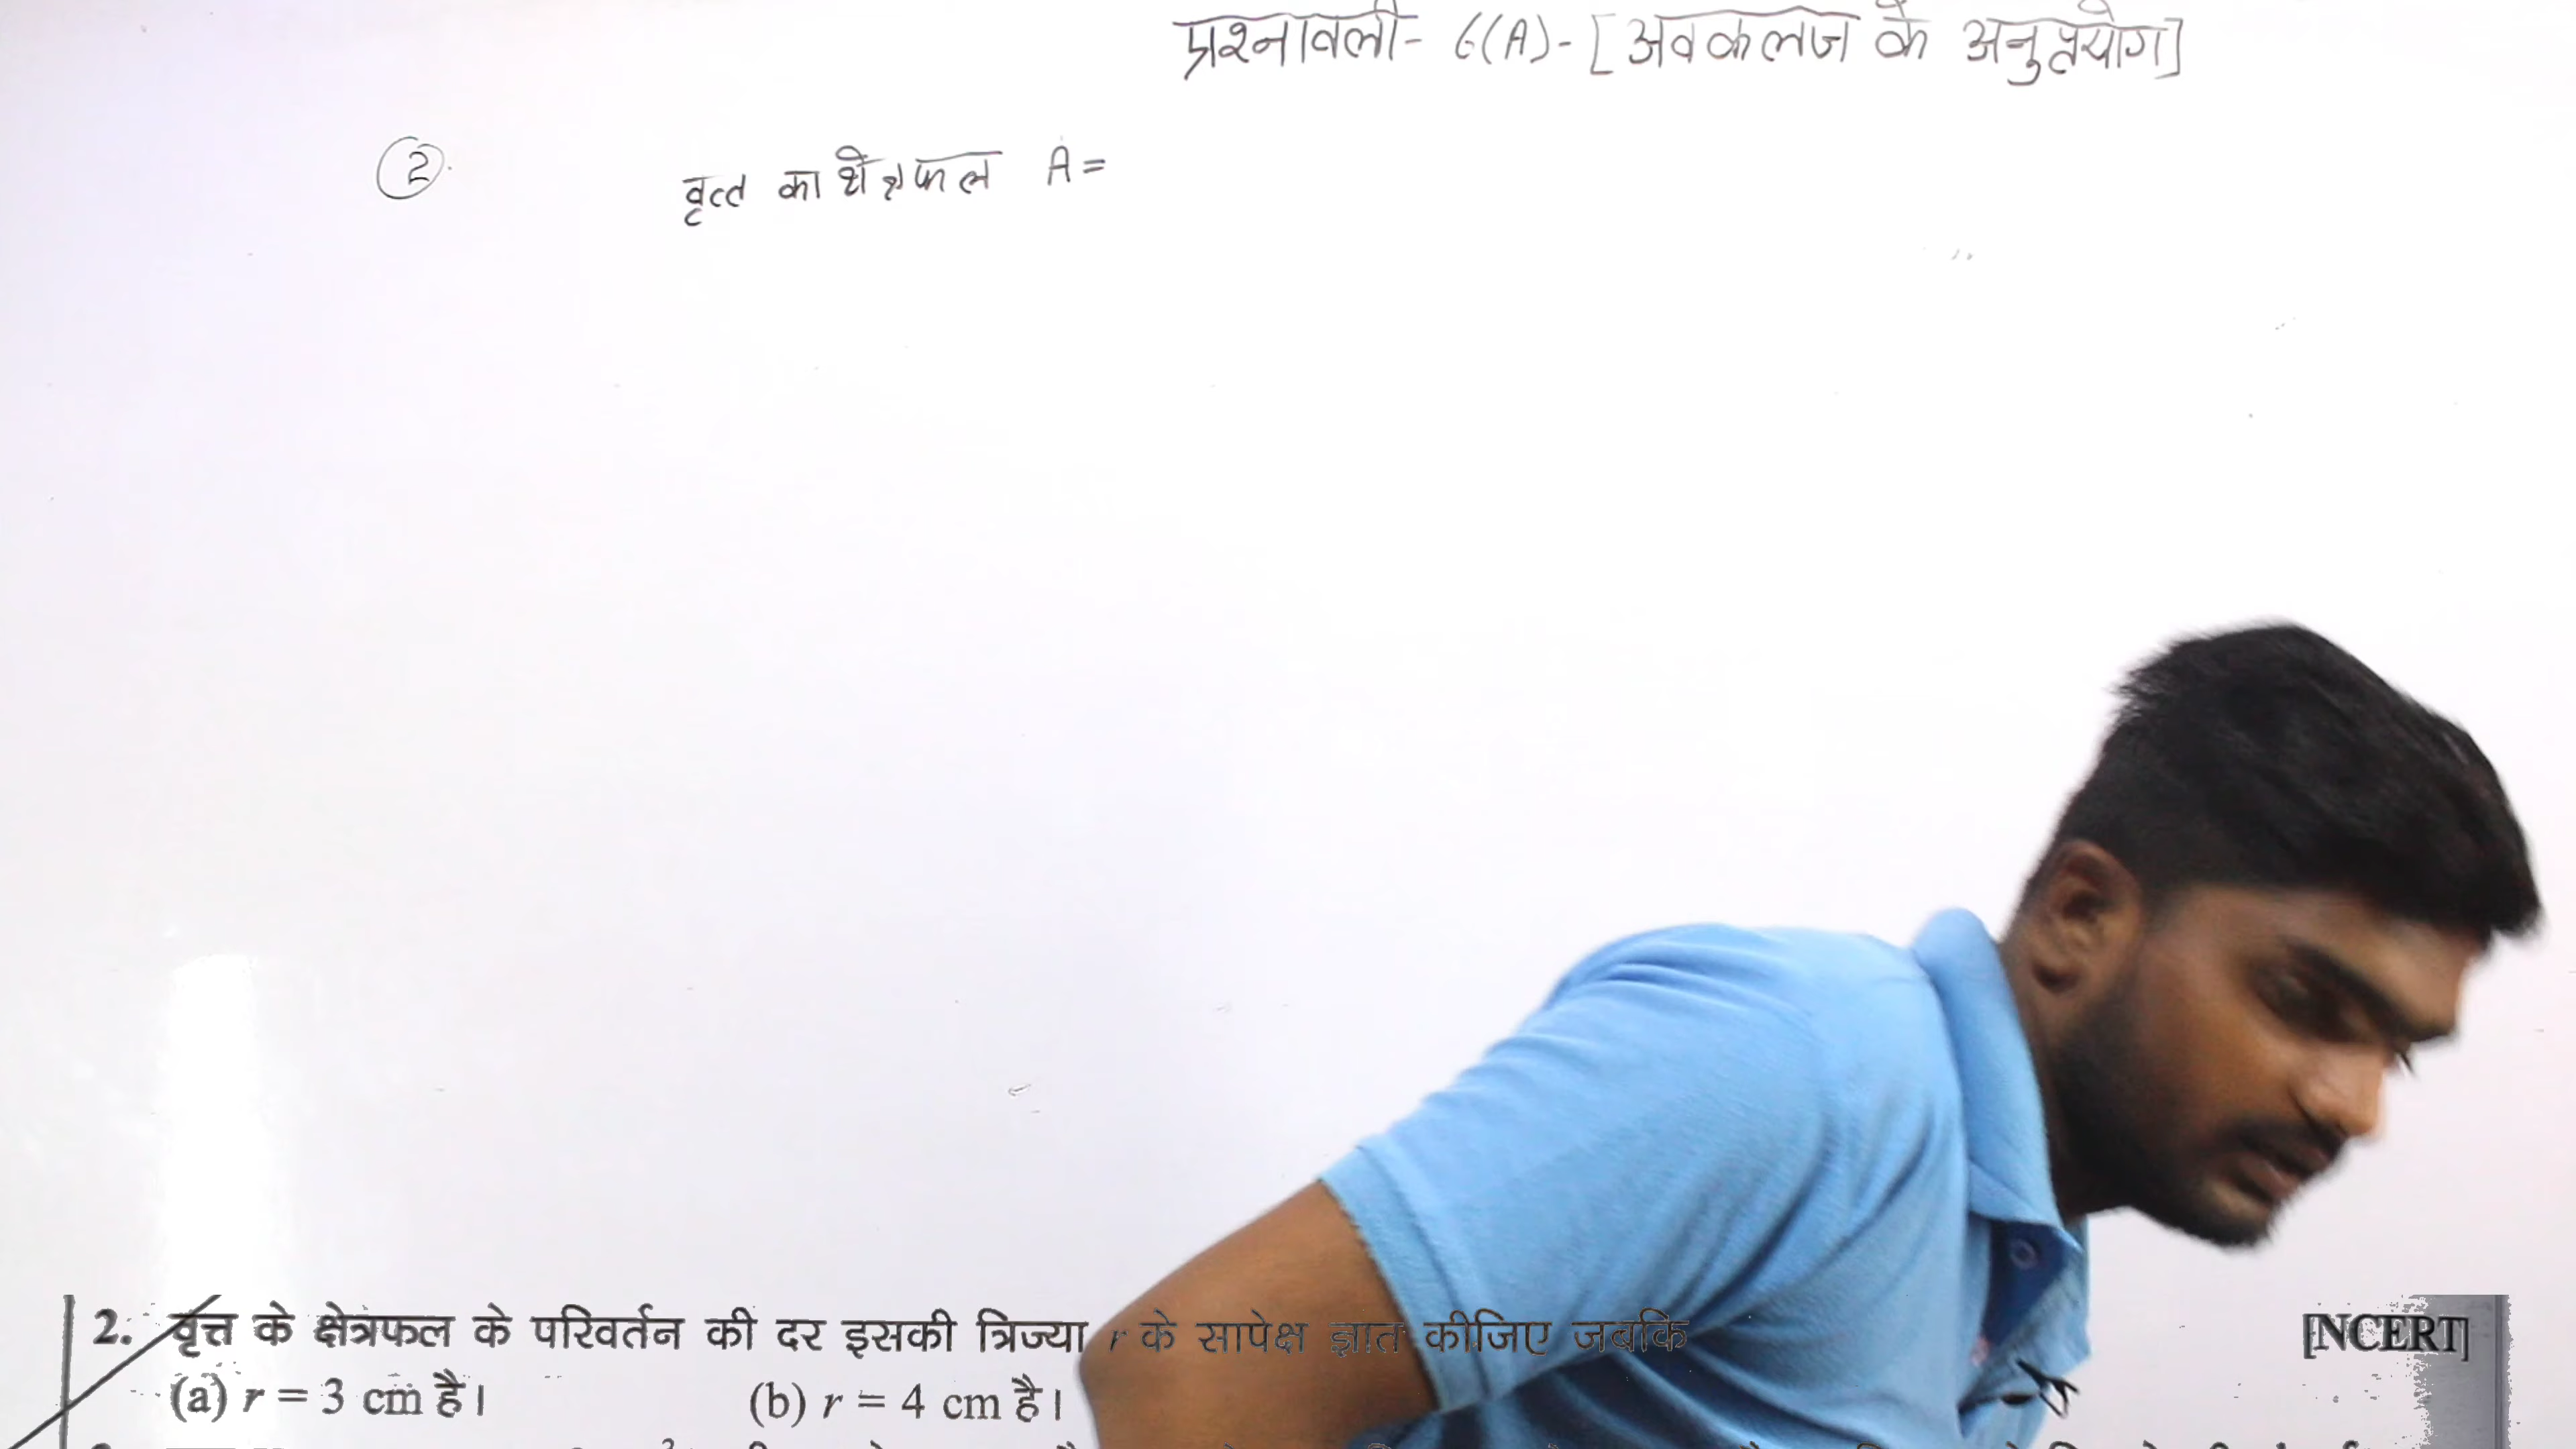 प्रश्नावली- 6(A)- [अवकलज के अनुप्रयोग]
2.
वृत्त का क्षेत्रफल A =
2. वृत्त के क्षेत्रफल के परिवर्तन की दर इसकी त्रिज्या r के सापेक्ष ज्ञात कीजिए जबकि [NCERT]
(a) r = 3 cm है। (b) r = 4 cm है।